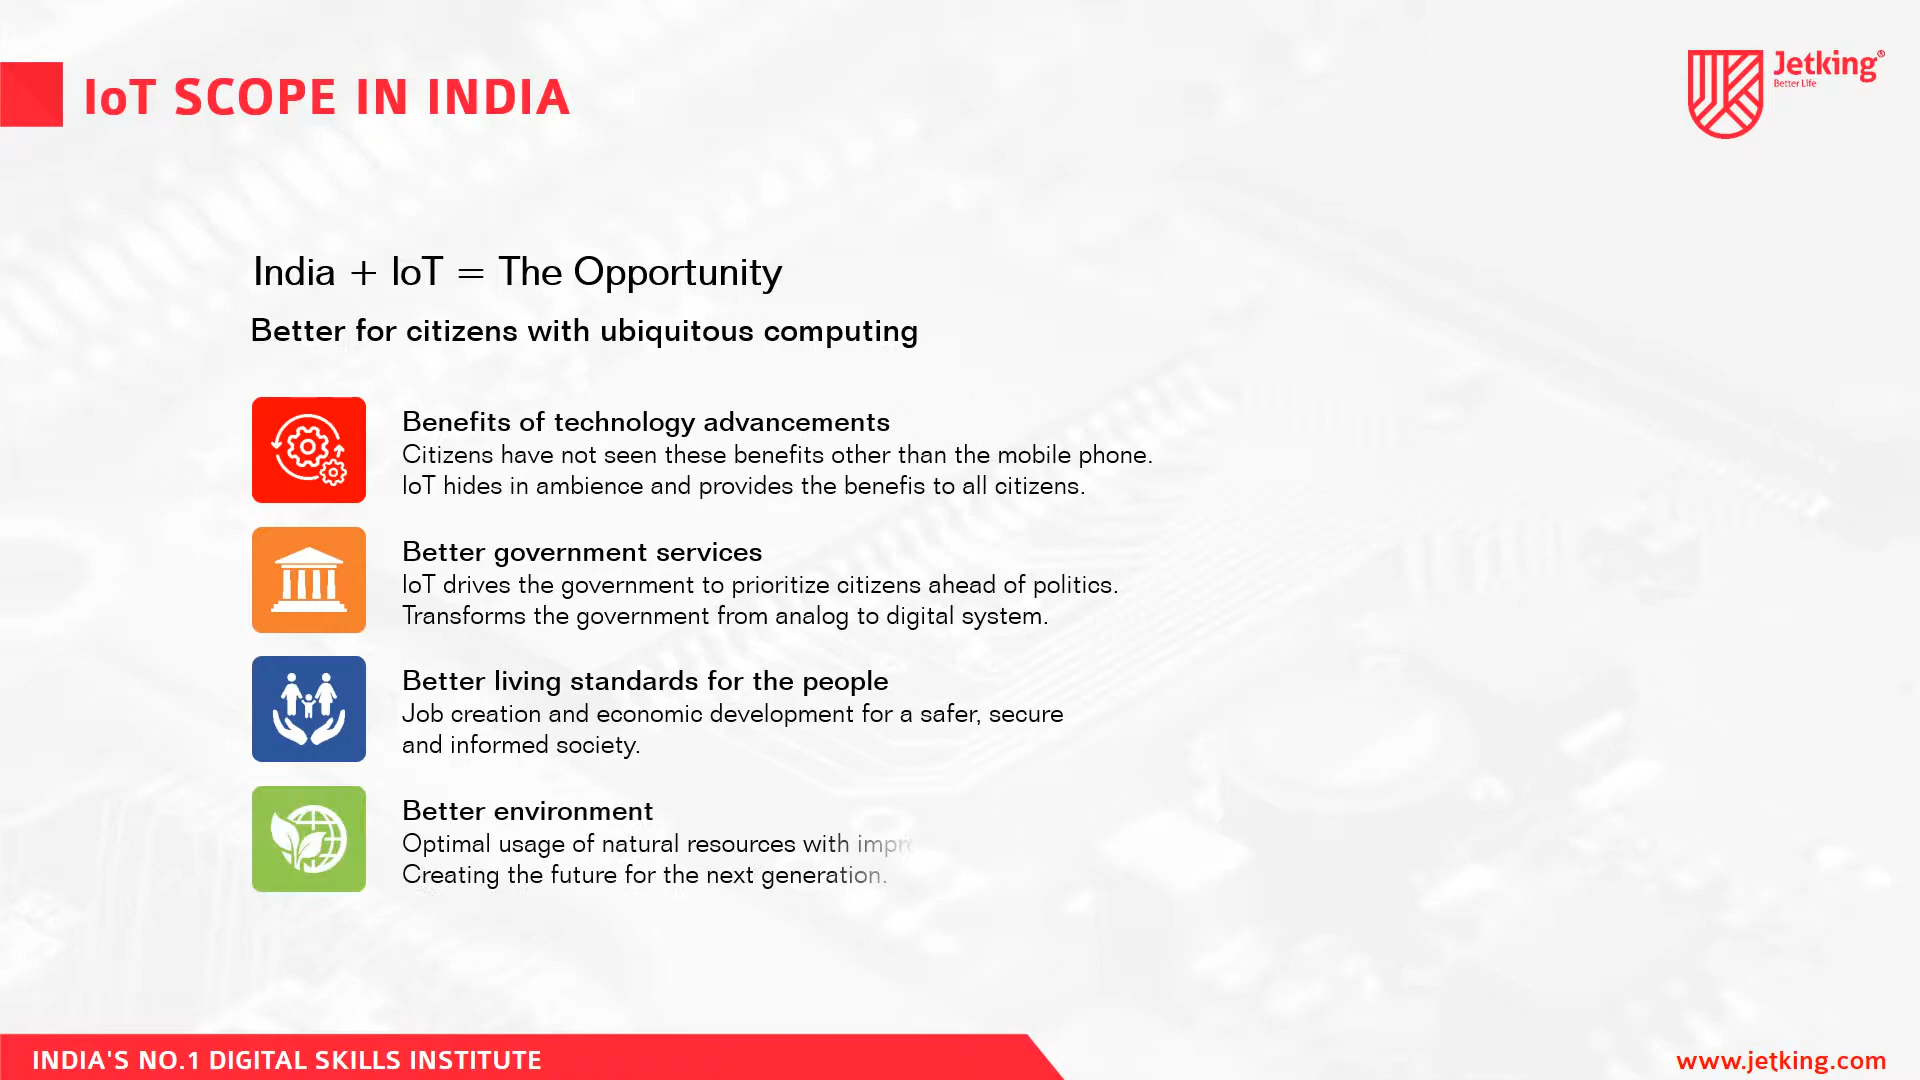 IoT SCOPE IN INDIA
Jetking®
Better Life
India + IoT = The Opportunity
Better for citizens with ubiquitous computing
Benefits of technology advancements
Citizens have not seen these benefits other than the mobile phone.
IoT hides in ambience and provides the benefis to all citizens.
Better government services
IoT drives the government to prioritize citizens ahead of politics.
Transforms the government from analog to digital system.
Better living standards for the people
Job creation and economic development for a safer, secure
and informed society.
Better environment
Optimal usage of natural resources with
Creating the future for the next generation.
INDIA'S NO.1 DIGITAL SKILLS INSTITUTE
www.jetking.com